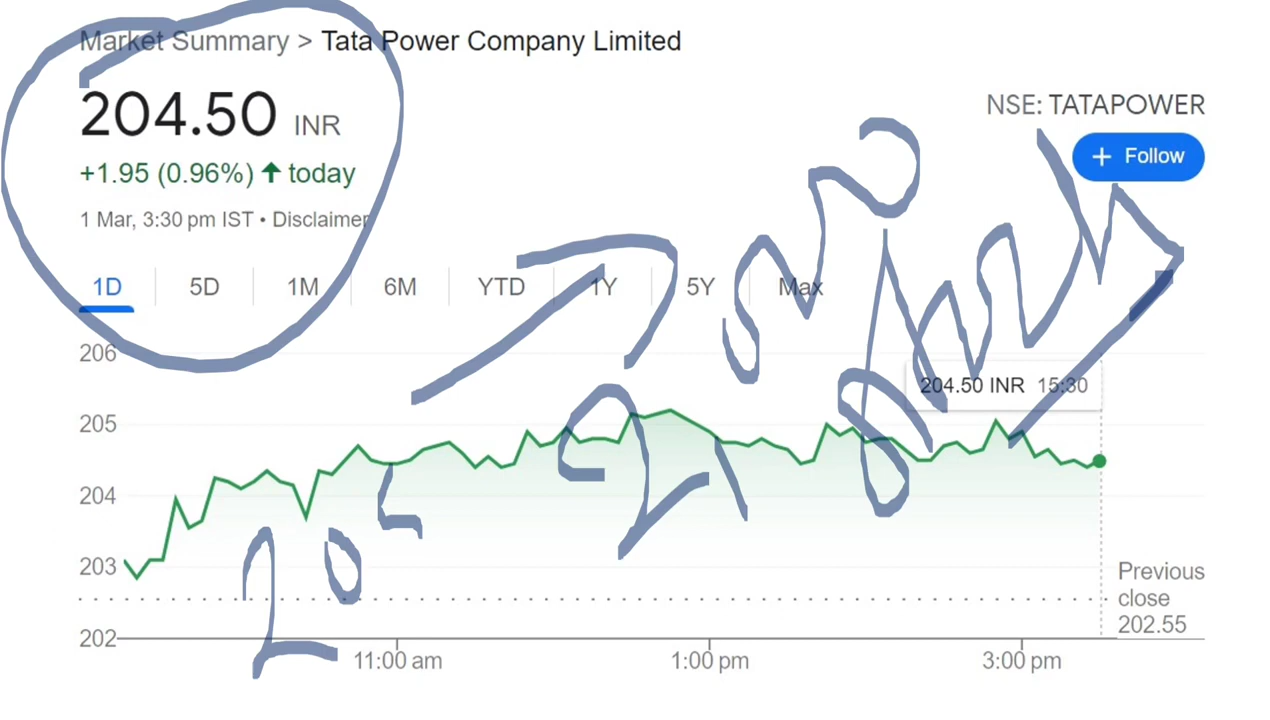 Market Summary > Tata Power Company Limited
204.50 INR
+1.95 (0.96%) ↑ today
1 Mar, 3:30 pm IST • Disclaimer
NSE: TATAPOWER
+ Follow
1D 5D 1M 6M YTD 1Y 5Y Max
206
205
204
203
202
204.50 INR 15:30
Previous
close
202.55
11:00 am 1:00 pm 3:00 pm
205